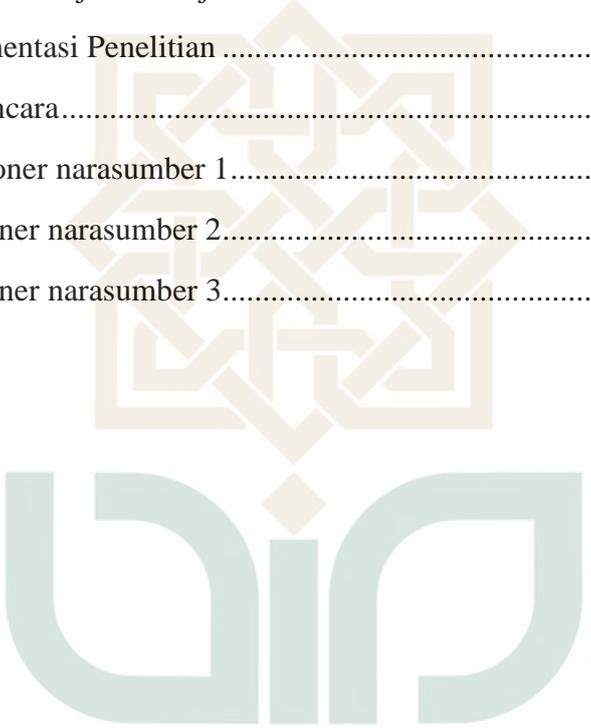 mentasi Penelitian ................................................
ncara.....................................................................
oner narasumber 1................................................
ner narasumber 2.................................................
ner narasumber 3.................................................